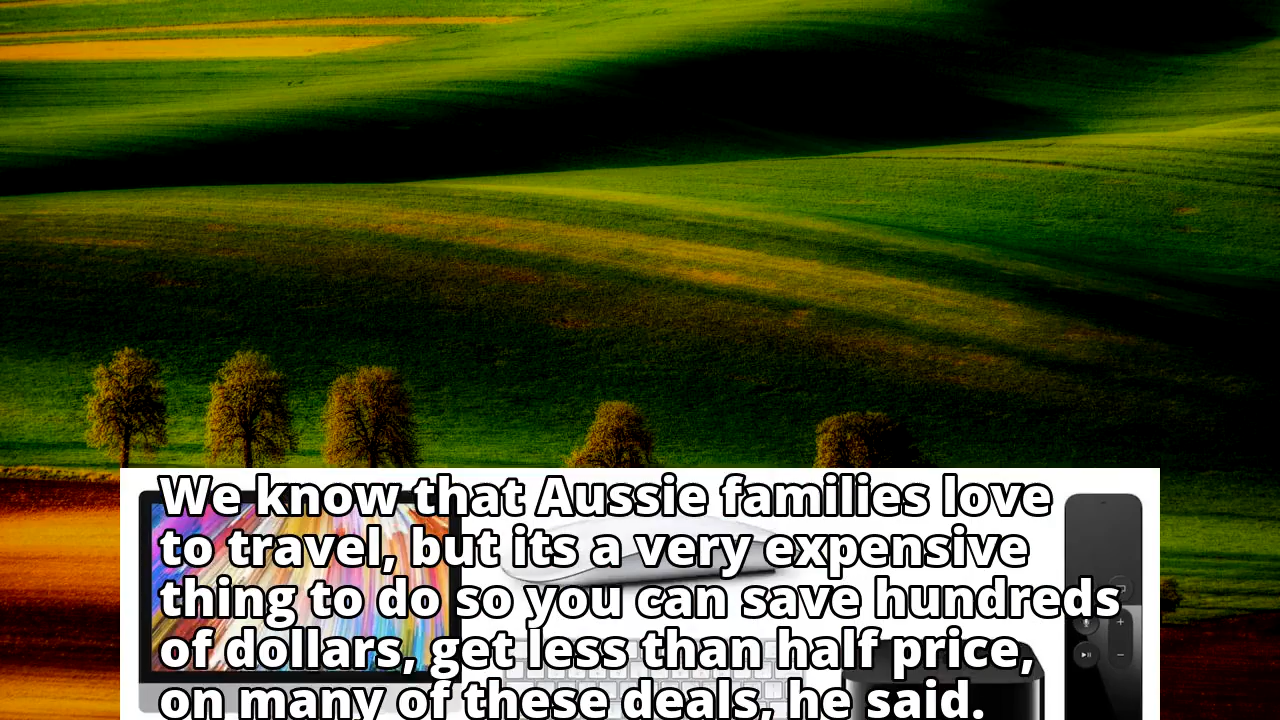 We know that Aussie families love
to travel, but its a very expensive
thing to do so you can save hundreds
of dollars, get less than half price,
on many of these deals, he said.